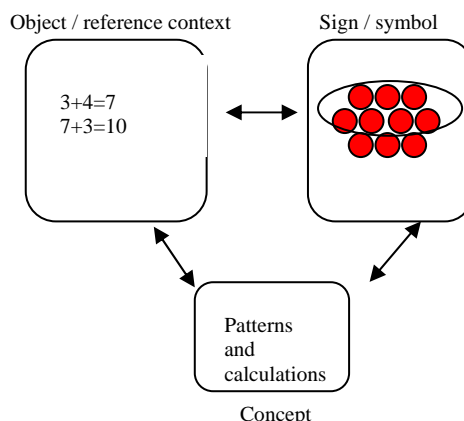 Object / reference context
Sign / symbol
3+4=7
7+3=10
Patterns
and
calculations
Concept